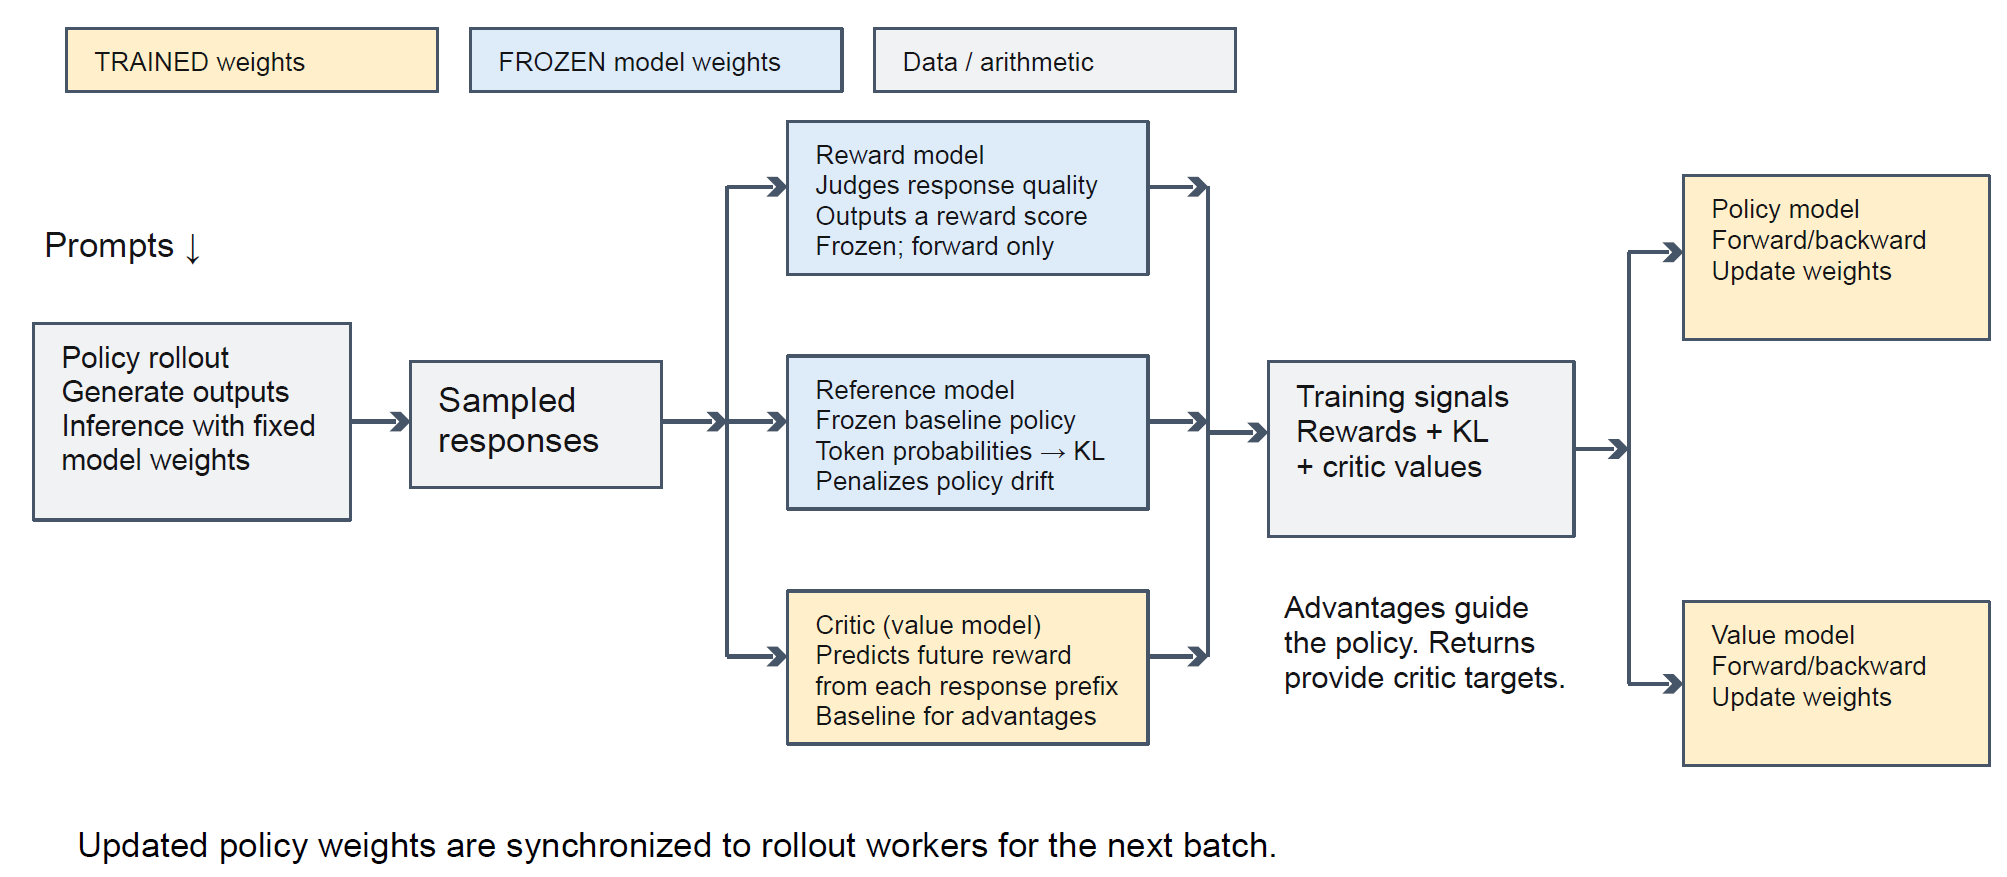 TRAINED weights
FROZEN model weights
Data / arithmetic
Prompts ↓
Policy rollout
Generate outputs
Inference with fixed
model weights
Sampled
responses
Reward model
Judges response quality
Outputs a reward score
Frozen; forward only
Reference model
Frozen baseline policy
Token probabilities → KL
Penalizes policy drift
Critic (value model)
Predicts future reward
from each response prefix
Baseline for advantages
Training signals
Rewards + KL
+ critic values
Advantages guide
the policy. Returns
provide critic targets.
Policy model
Forward/backward
Update weights
Value model
Forward/backward
Update weights
Updated policy weights are synchronized to rollout workers for the next batch.